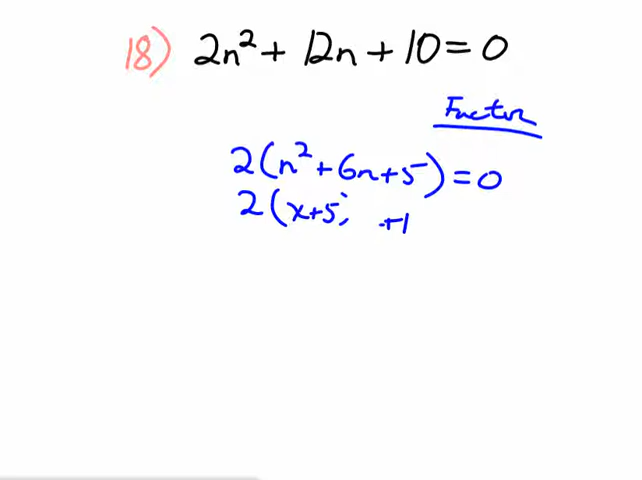 18) 2n² + 12n + 10 = 0
Factor
2(n² + 6n + 5) = 0
2(x+5) +1